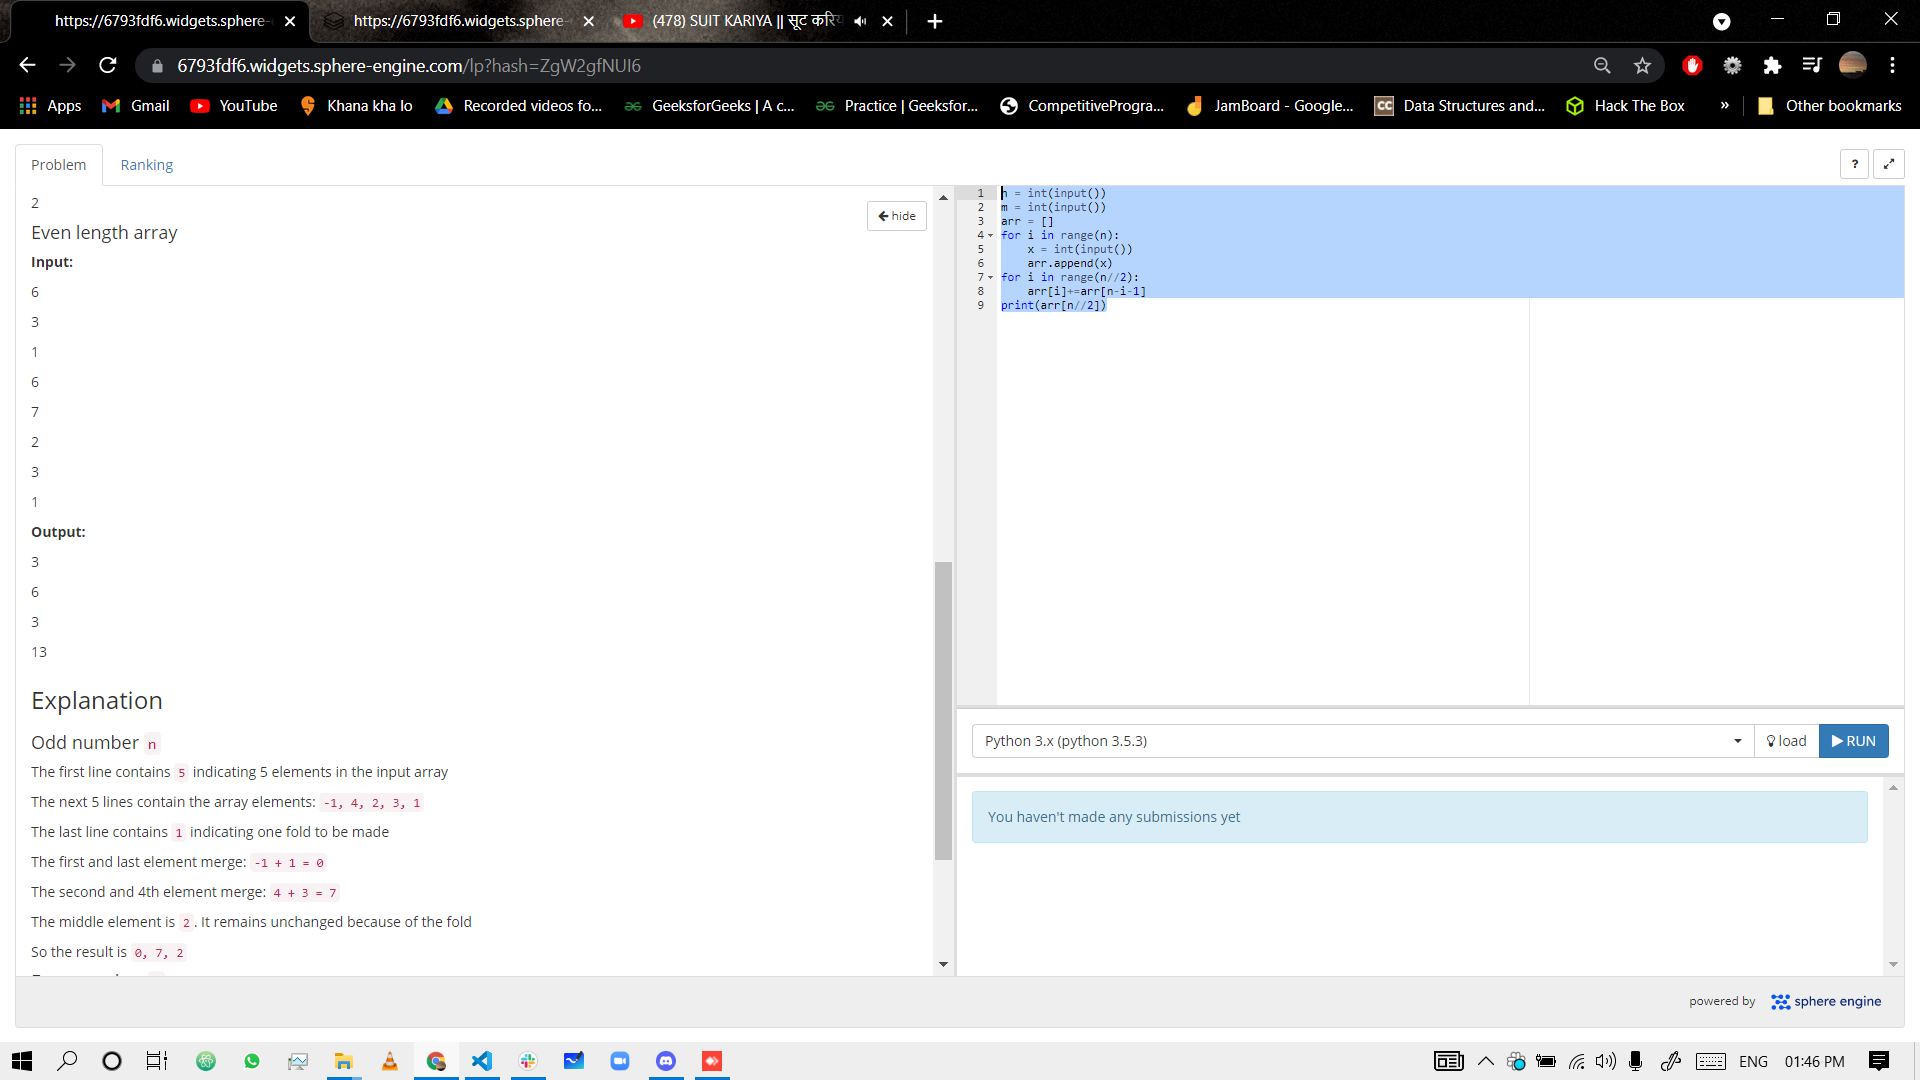 https://6793fdf6.widgets.sphere-
https://6793fdf6.widgets.sphere-
(478) SUIT KARIYA || सूट करिय
6793fdf6.widgets.sphere-engine.com/lp?hash=ZgW2gfNUI6
Apps
Gmail
YouTube
Khana kha lo
Recorded videos fo...
GeeksforGeeks | A c...
Practice | Geeksfor...
CompetitivePrograa...
JamBoard - Google...
CC
Data Structures and...
Hack The Box
»
Other bookmarks
Problem
Ranking
?
2
hide
Even length array
Input:
6
3
1
6
7
2
3
1
Output:
3
6
3
13
Explanation
Odd number n
The first line contains 5 indicating 5 elements in the input array
The next 5 lines contain the array elements: -1, 4, 2, 3, 1
The last line contains 1 indicating one fold to be made
The first and last element merge: -1 + 1 = 0
The second and 4th element merge: 4 + 3 = 7
The middle element is 2 . It remains unchanged because of the fold
So the result is 0, 7, 2
1 n = int(input())
2 m = int(input())
3 arr = []
4 for i in range(n):
5     x = int(input())
6     arr.append(x)
7 for i in range(n//2):
8     arr[i]+=arr[n-i-1]
9 print(arr[n//2])
Python 3.x (python 3.5.3)
load
RUN
You haven't made any submissions yet
powered by
sphere engine
ENG
01:46 PM